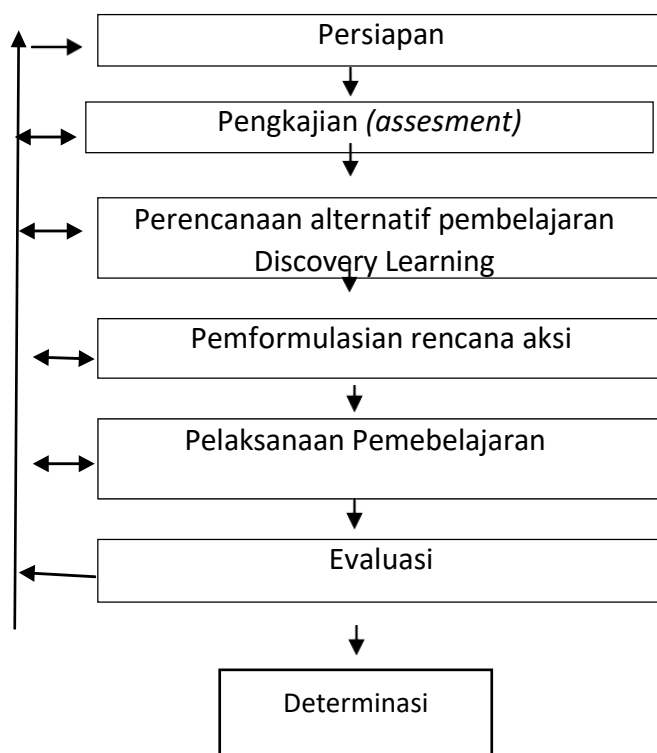 Persiapan
Pengkajian (assesment)
Perencanaan alternatif pembelajaran
Discovery Learning
Pemformulasian rencana aksi
Pelaksanaan Pemebelajaran
Evaluasi
Determinasi